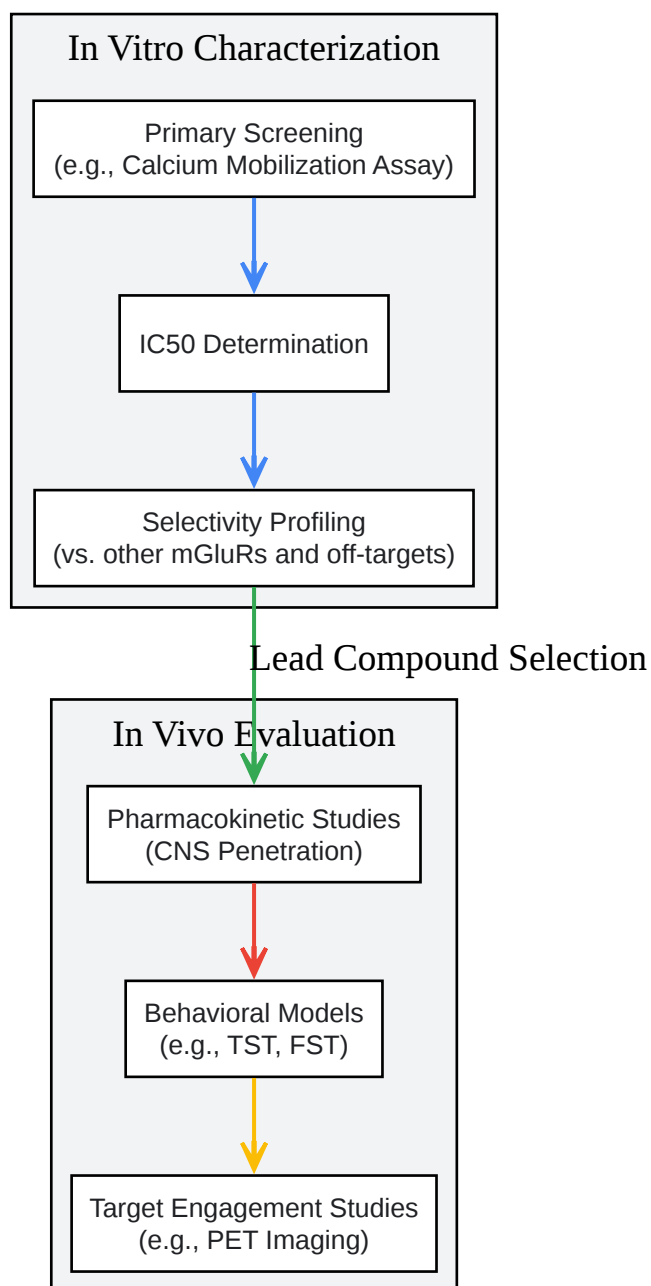 In Vitro Characterization
Primary Screening
(e.g., Calcium Mobilization Assay)
IC50 Determination
Selectivity Profiling
(vs. other mGluRs and off-targets)
Lead Compound Selection
In Vivo Evaluation
Pharmacokinetic Studies
(CNS Penetration)
Behavioral Models
(e.g., TST, FST)
Target Engagement Studies
(e.g., PET Imaging)